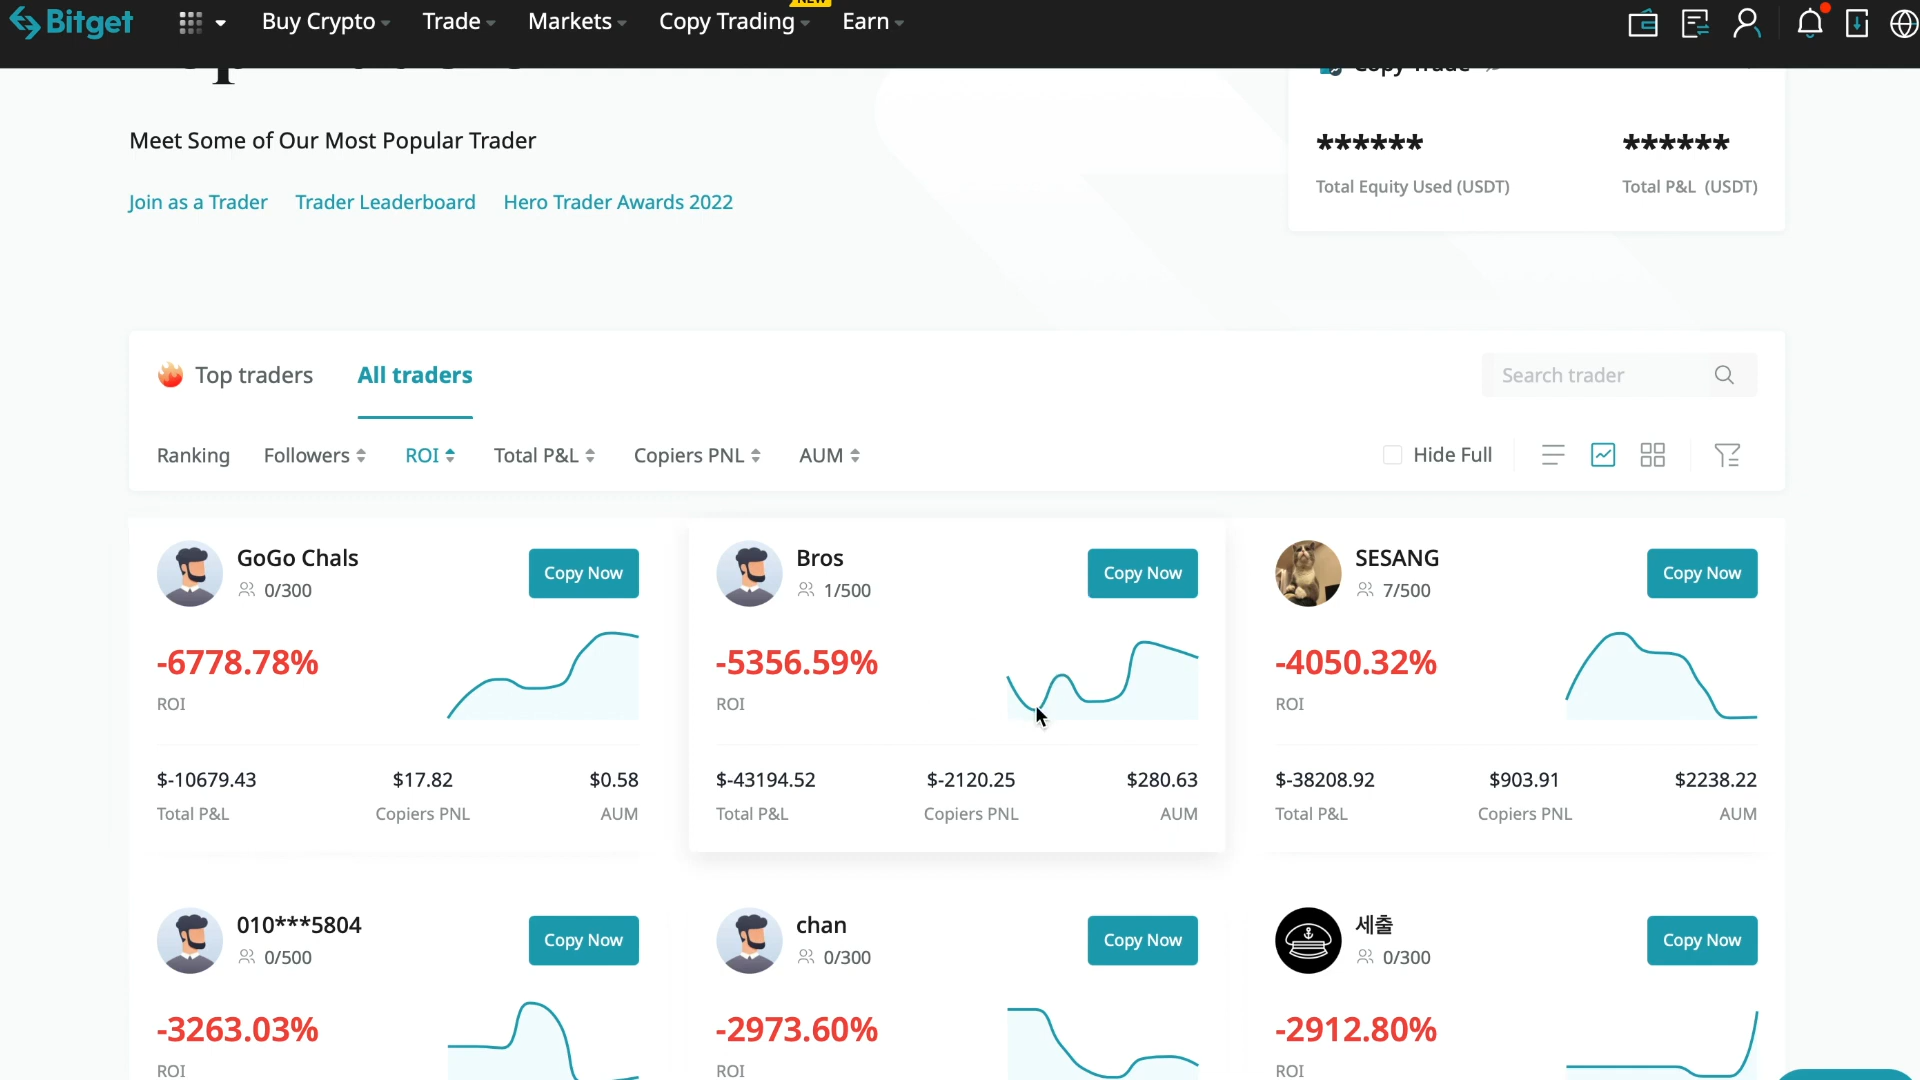 Bitget
Buy Crypto
Trade
Markets
Copy Trading
NEW
Earn
Copy Trade
Meet Some of Our Most Popular Trader
Join as a Trader
Trader Leaderboard
Hero Trader Awards 2022
******
******
Total Equity Used (USDT)
Total P&L (USDT)
Top traders
All traders
Search trader
Ranking
Followers
ROI
Total P&L
Copiers PNL
AUM
Hide Full
GoGo Chals
0/300
Copy Now
-6778.78%
ROI
$-10679.43
$17.82
$0.58
Total P&L
Copiers PNL
AUM
Bros
1/500
Copy Now
-5356.59%
ROI
$-43194.52
$-2120.25
$280.63
Total P&L
Copiers PNL
AUM
SESANG
7/500
Copy Now
-4050.32%
ROI
$-38208.92
$903.91
$2238.22
Total P&L
Copiers PNL
AUM
010***5804
0/500
Copy Now
-3263.03%
ROI
chan
0/300
Copy Now
-2973.60%
ROI
세출
0/300
Copy Now
-2912.80%
ROI